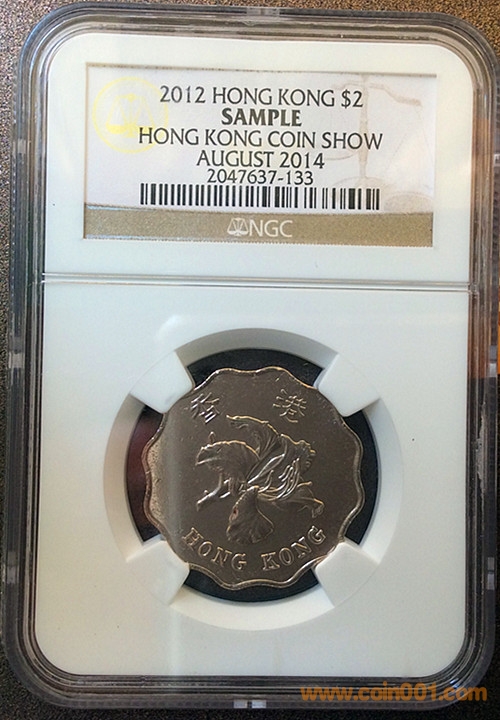 2012 HONG KONG $2
SAMPLE
HONG KONG COIN SHOW
AUGUST 2014
2047637-133
NGC
香 港
HONG KONG
www.coin001.com